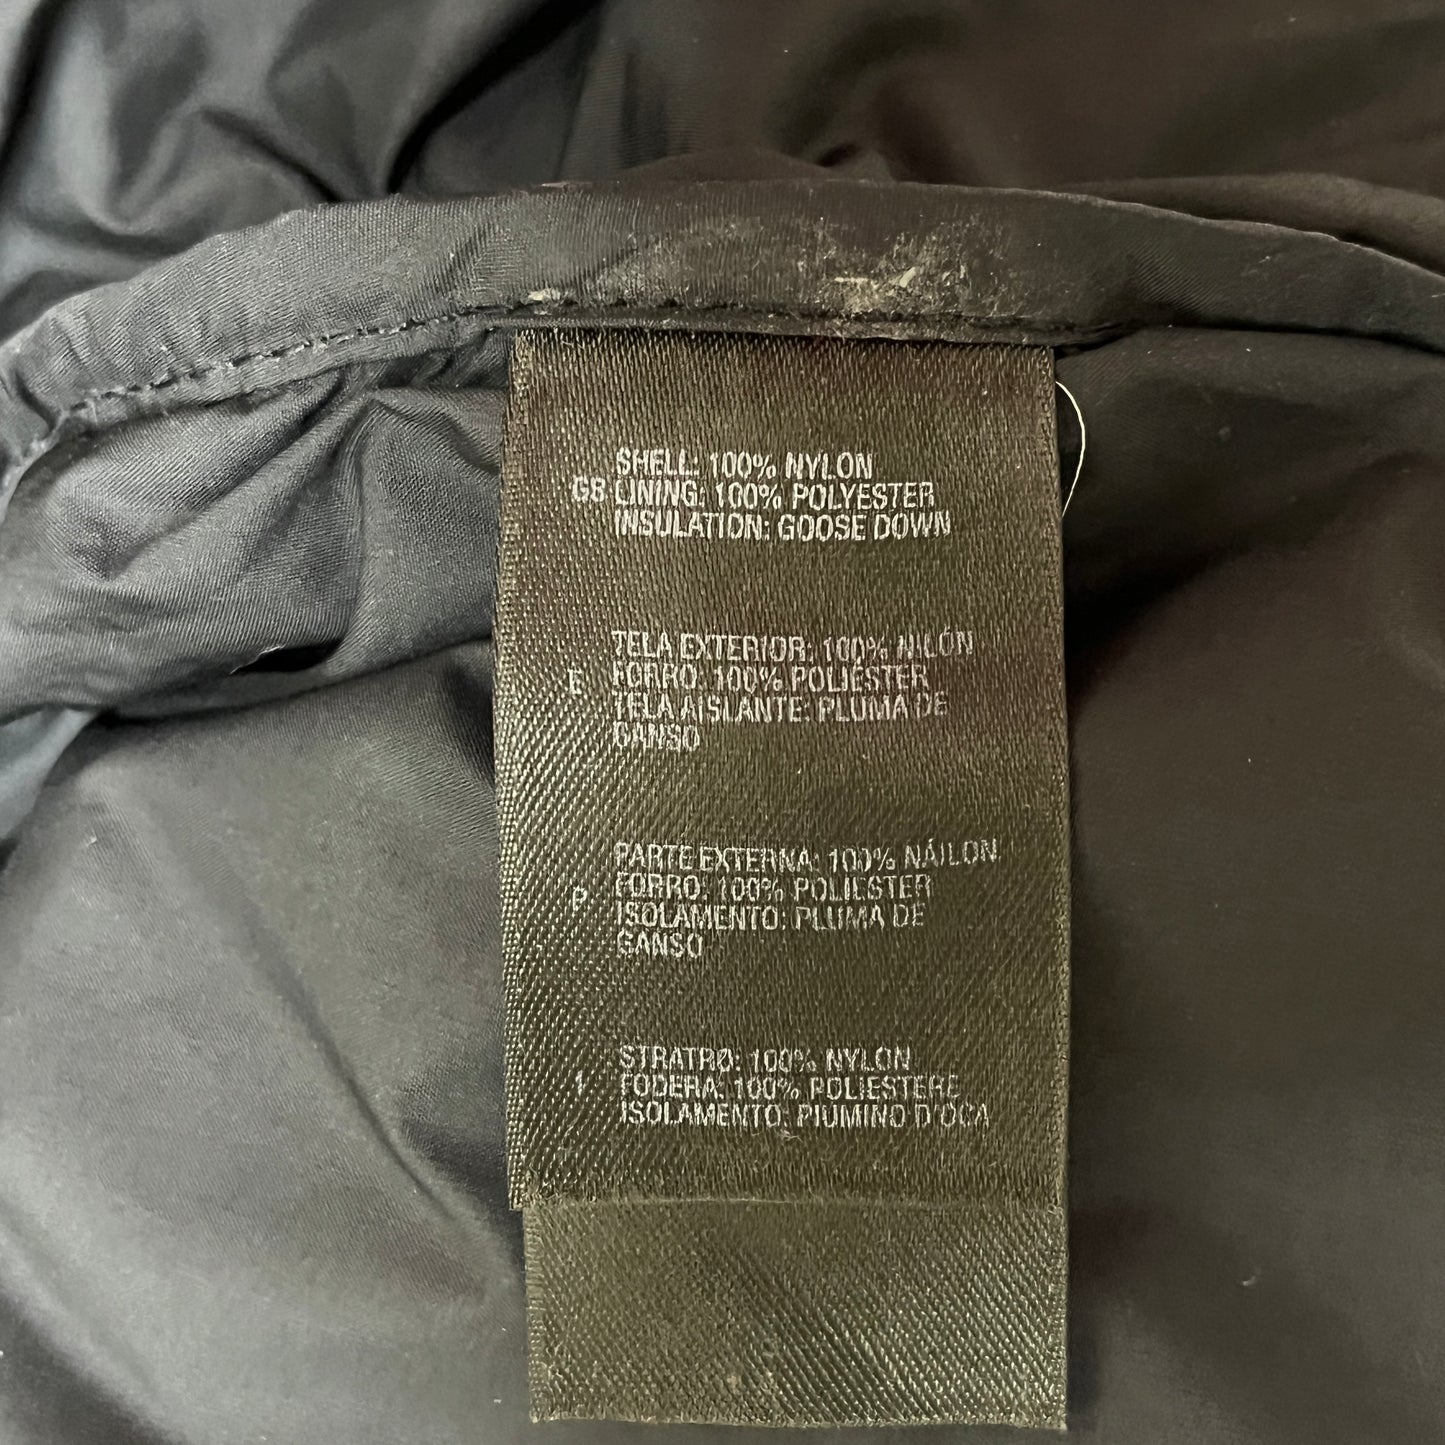 SHELL: 100% NYLON
GB LINING: 100% POLYESTER
INSULATION: GOOSE DOWN
TELA EXTERIOR: 100% NILÓN
E FORRO: 100% POLIÉSTER
TELA AISLANTE: PLUMA DE
GANSO
PARTE EXTERNA: 100% NÁILON
P FORRO: 100% POLIÉSTER
ISOLAMENTO: PLUMA DE
GANSO
STRATRØ: 100% NYLON
I FODERA: 100% POLIESTERE
ISOLAMENTO: PIUMINO D'OCA